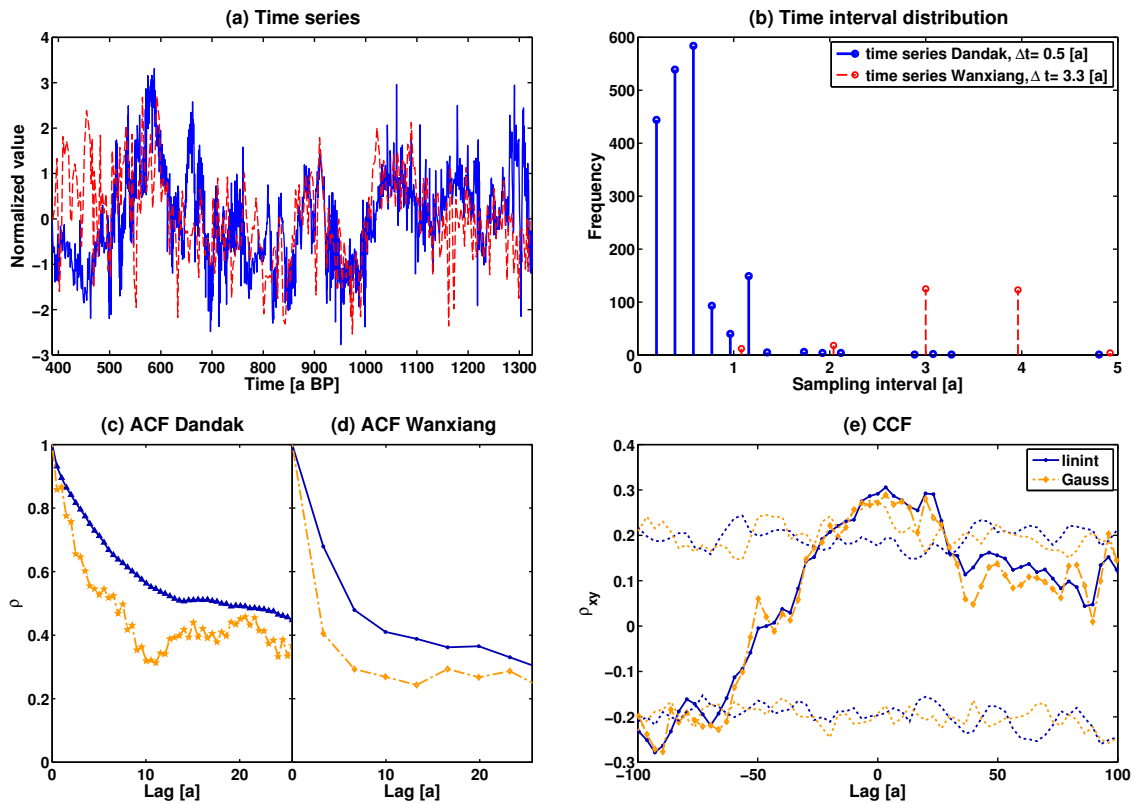 (a) Time series
4
3
2
1
0
−1
−2
−3
Normalized value
400 500 600 700 800 900 1000 1100 1200 1300
Time [a BP]
(b) Time interval distribution
600
500
400
300
200
100
0
Frequency
time series Dandak, Δt= 0.5 [a]
time series Wanxiang, Δ t= 3.3 [a]
0 1 2 3 4 5
Sampling interval [a]
(c) ACF Dandak
1
0.8
0.6
0.4
0.2
0
ρ
0 10 20
Lag [a]
(d) ACF Wanxiang
0 10 20
Lag [a]
(e) CCF
0.4
0.3
0.2
0.1
0
−0.1
−0.2
−0.3
ρxy
linint
Gauss
−100 −50 0 50 100
Lag [a]